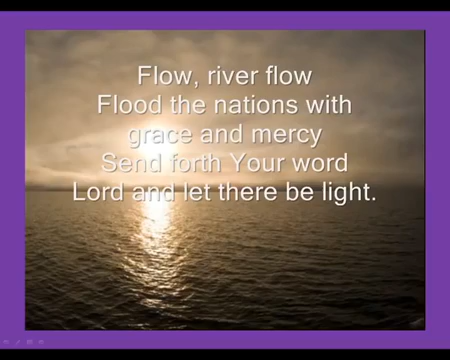 Flow, river flow
Flood the nations with
grace and mercy
Send forth Your word
Lord and let there be light.